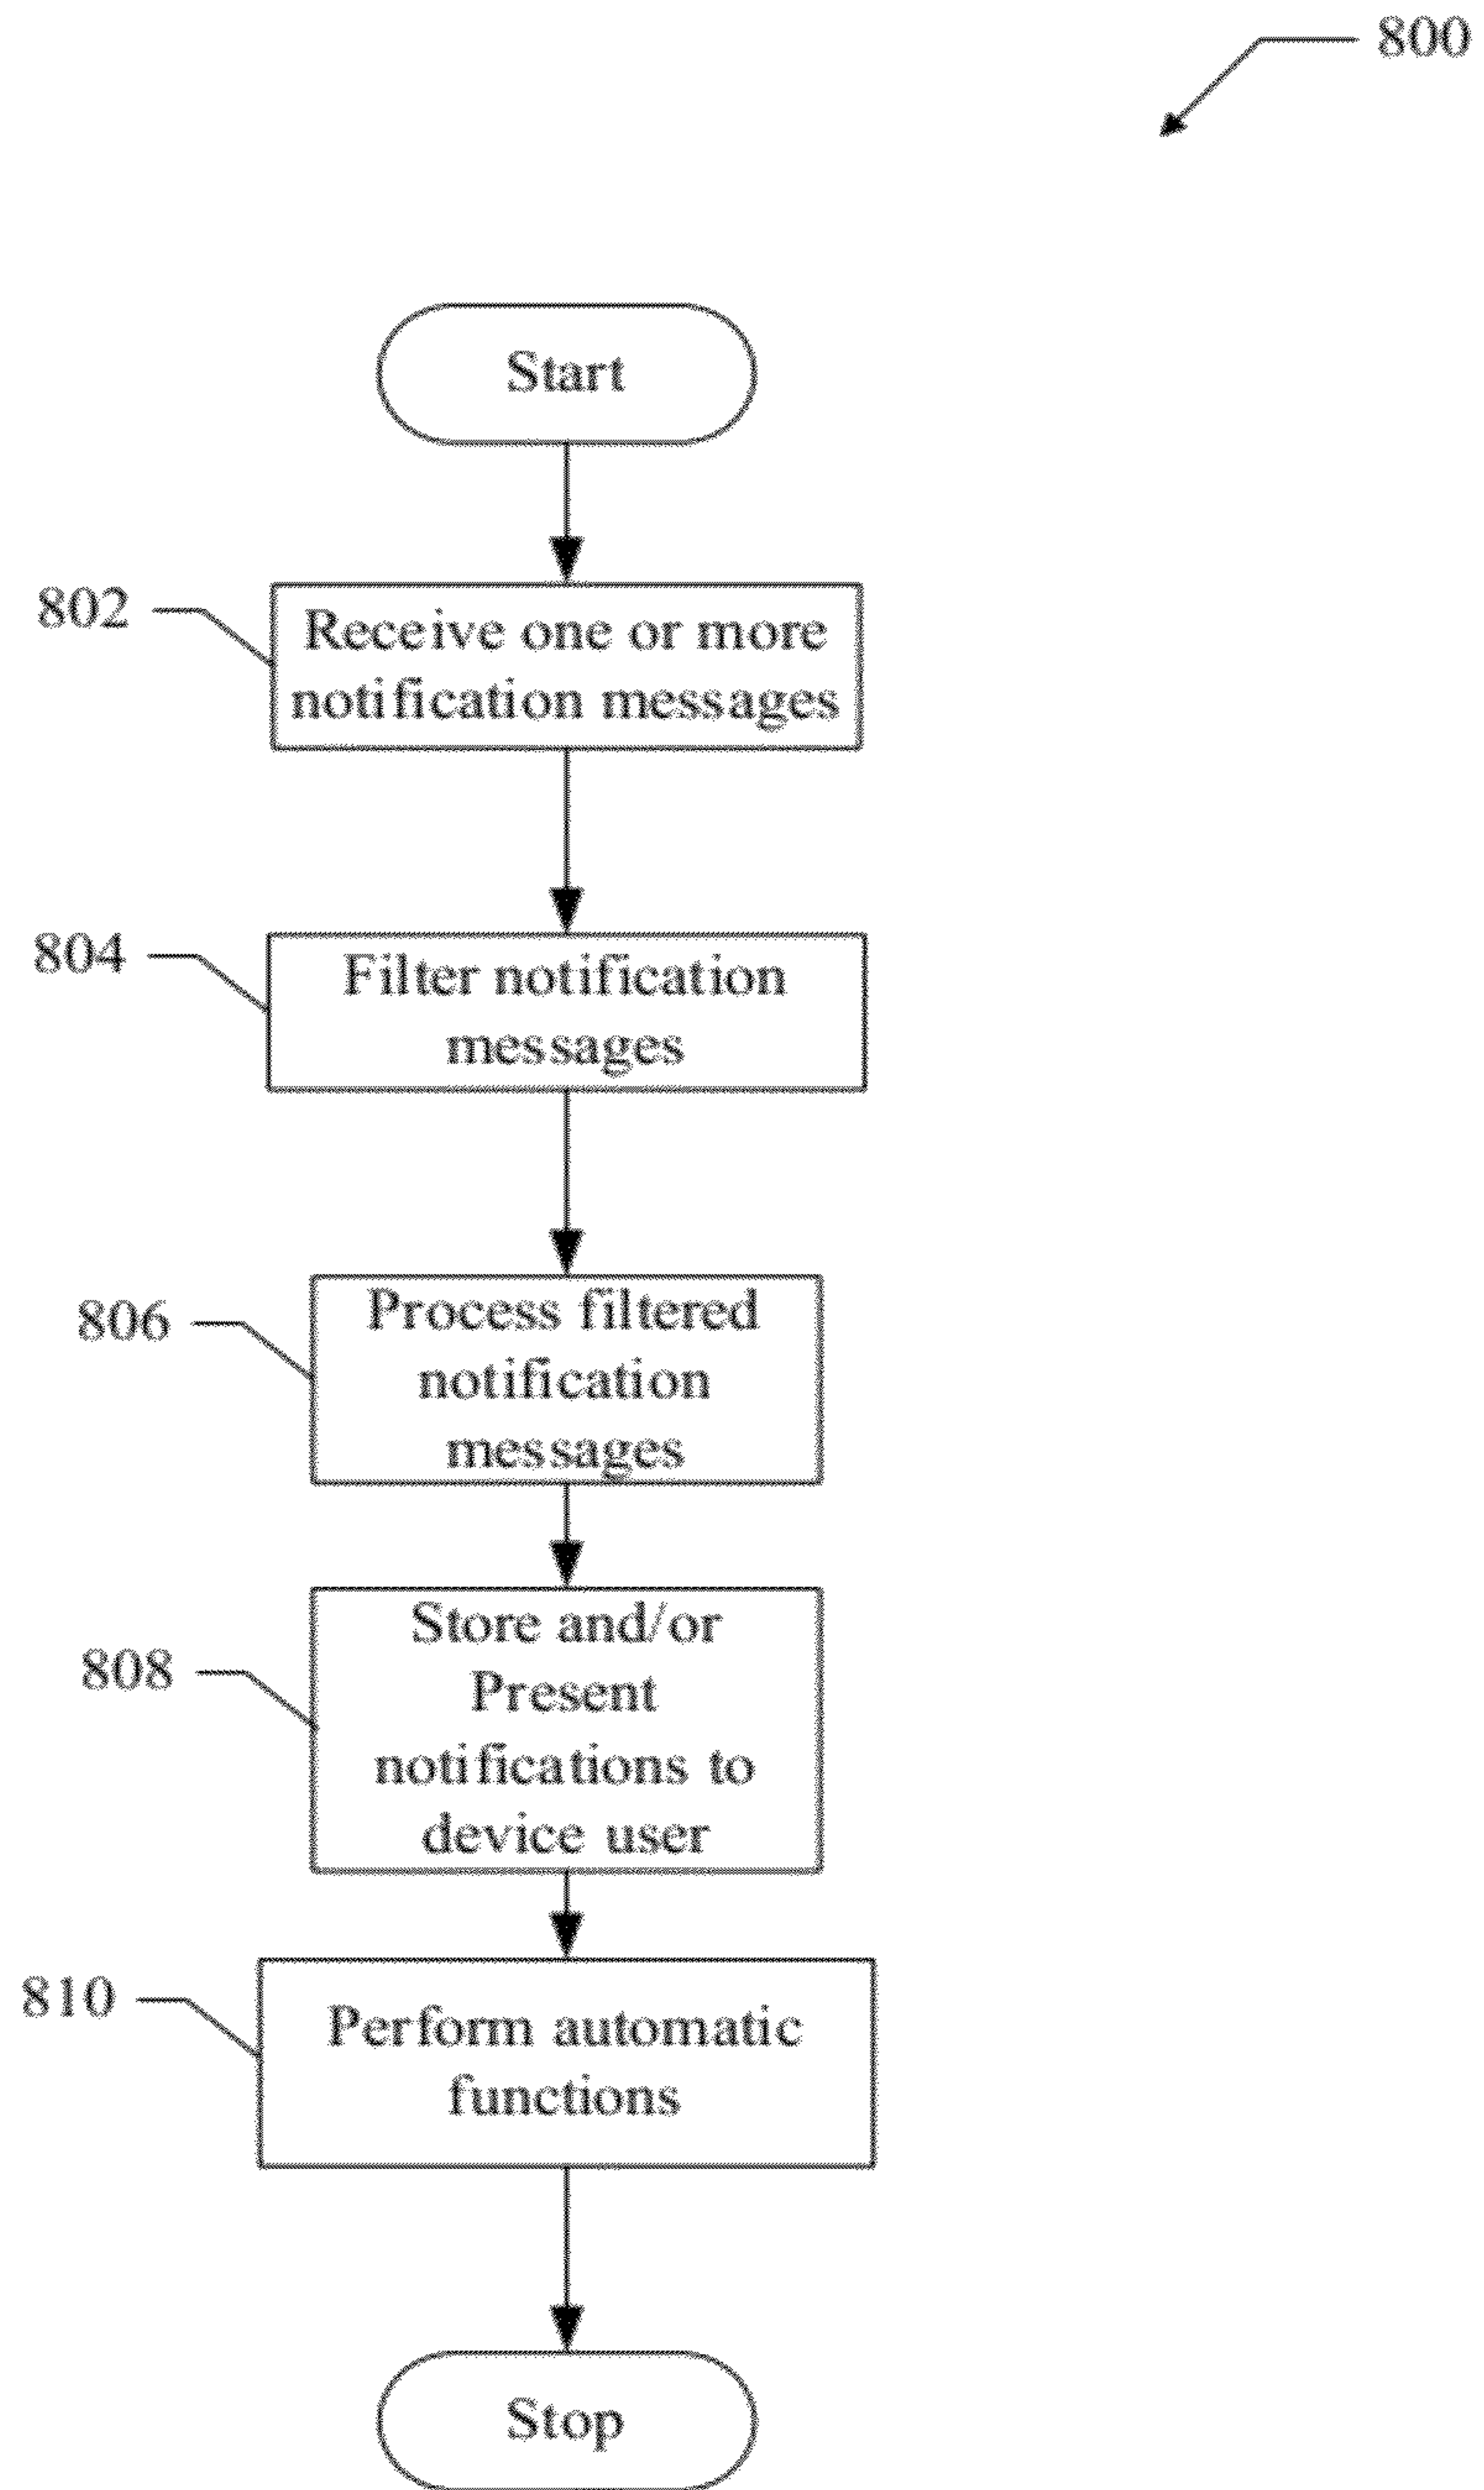 800
Start
802
Receive one or more
notification messages
804
Filter notification
messages
806
Process filtered
notification
messages
808
Store and/or
Present
notifications to
device user
810
Perform automatic
functions
Stop